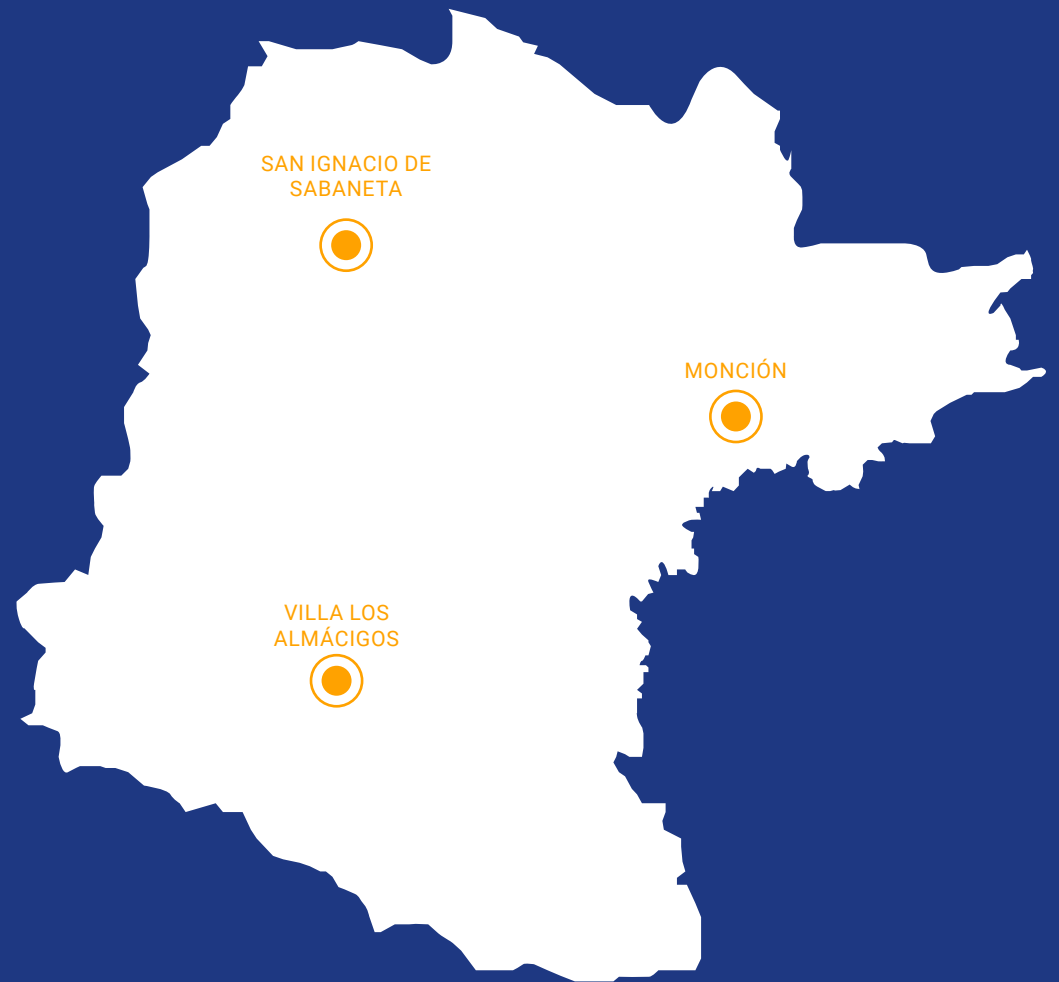 SAN IGNACIO DE
SABANETA
MONCIÓN
VILLA LOS
ALMÁCIGOS